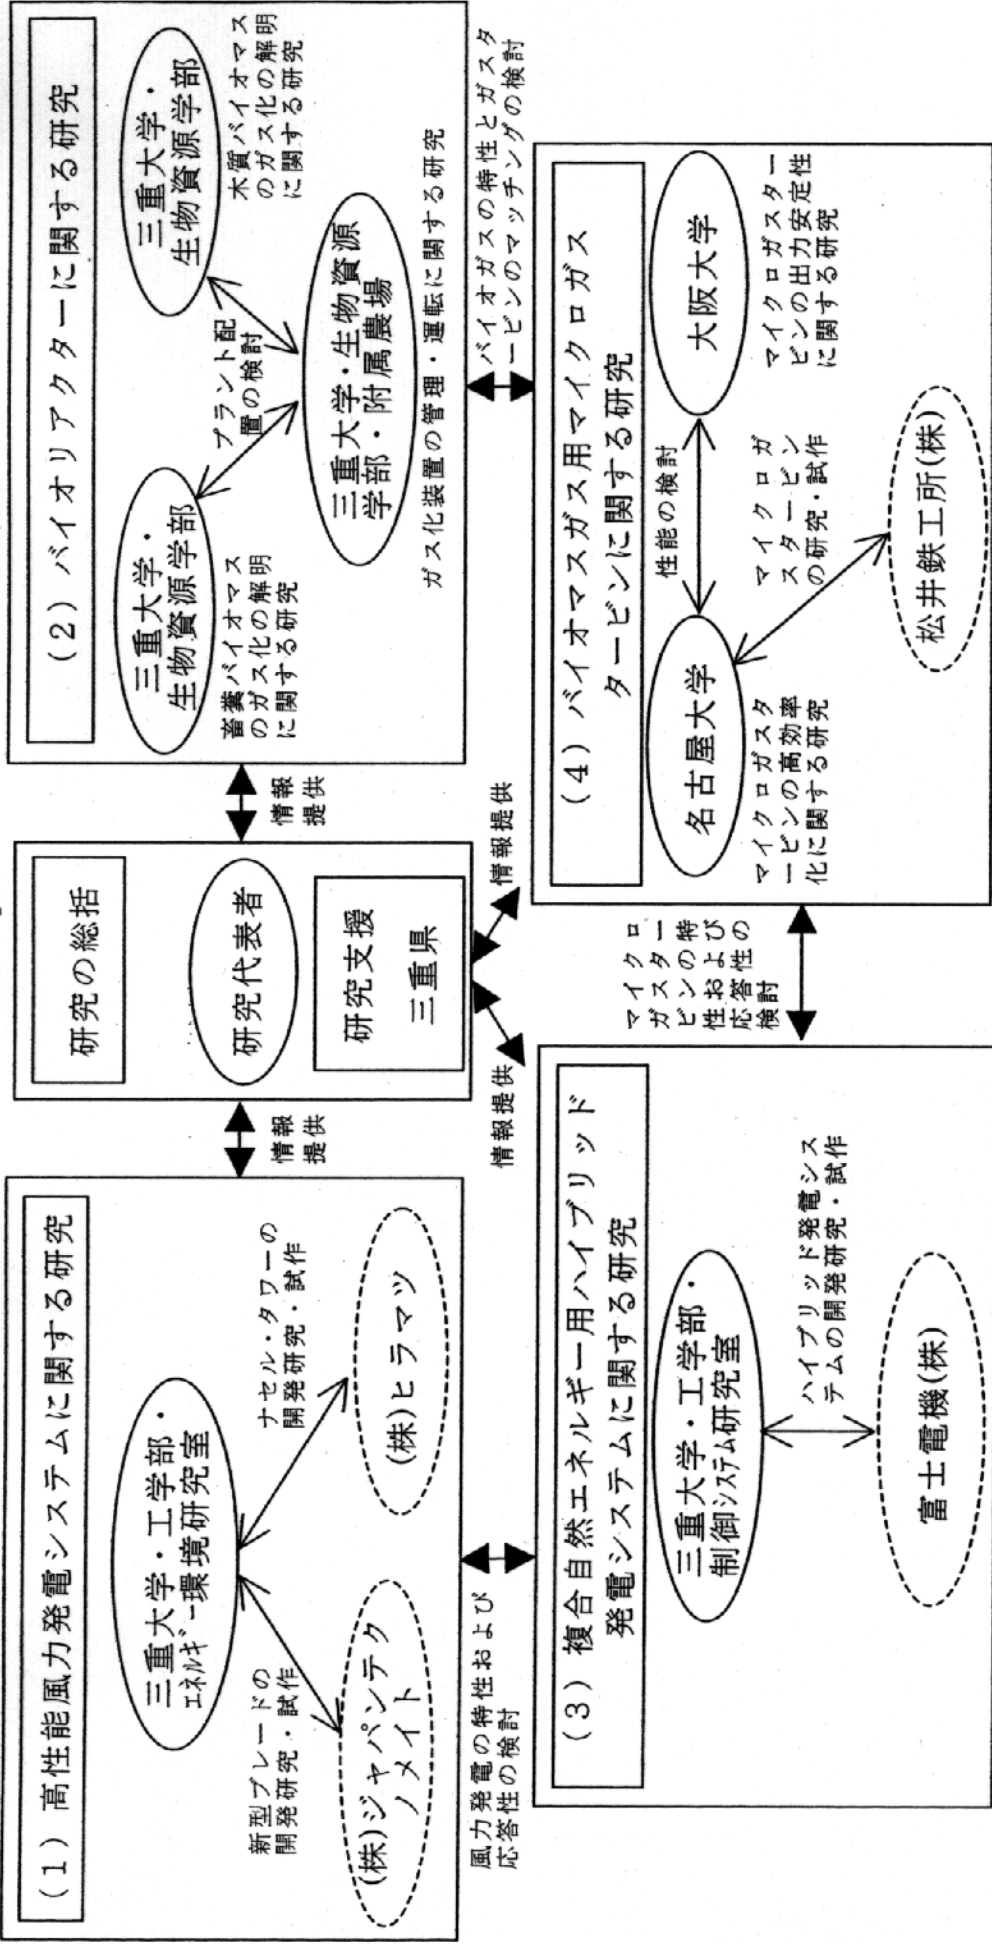 (1) 高性能風力発電システムに関する研究
三重大学・工学部・
エネルギー環境研究室
新型ブレードの
開発研究・試作
ナセル・タワーの
開発研究・試作
(株)ジャパンテク
ノメイト
(株)ヒラマツ
情報
提供
研究の総括
研究代表者
研究支援
三重県
情報
提供
(2) バイオリアクターに関する研究
三重大学・
生物資源学部
畜糞バイオマス
のガス化の解明
に関する研究
プラント配
置の検討
三重大学・
生物資源学部
木質バイオマス
のガス化の解明
に関する研究
三重大学・生物資源
学部・附属農場
ガス化装置の管理・運転に関する研究
風力発電の特性および
応答性の検討
情報提供
情報提供
バイオガスの特性とガスタ
ービンのマッチングの検討
(3) 複合自然エネルギー用ハイブリッド
発電システムに関する研究
三重大学・工学部・
制御システム研究室
ハイブリッド発電シス
テムの開発研究・試作
富士電機(株)
マイクロ
ガスター
ビンの特
性および
応答性の
検討
(4) バイオマスガス用マイクロガス
タービンに関する研究
名古屋大学
性能の検討
大阪大学
マイクロガスタ
ービンの高効率
化に関する研究
マイクロガ
スタービン
の研究・試作
マイクロガスター
ビンの出力安定性
に関する研究
松井鉄工所(株)